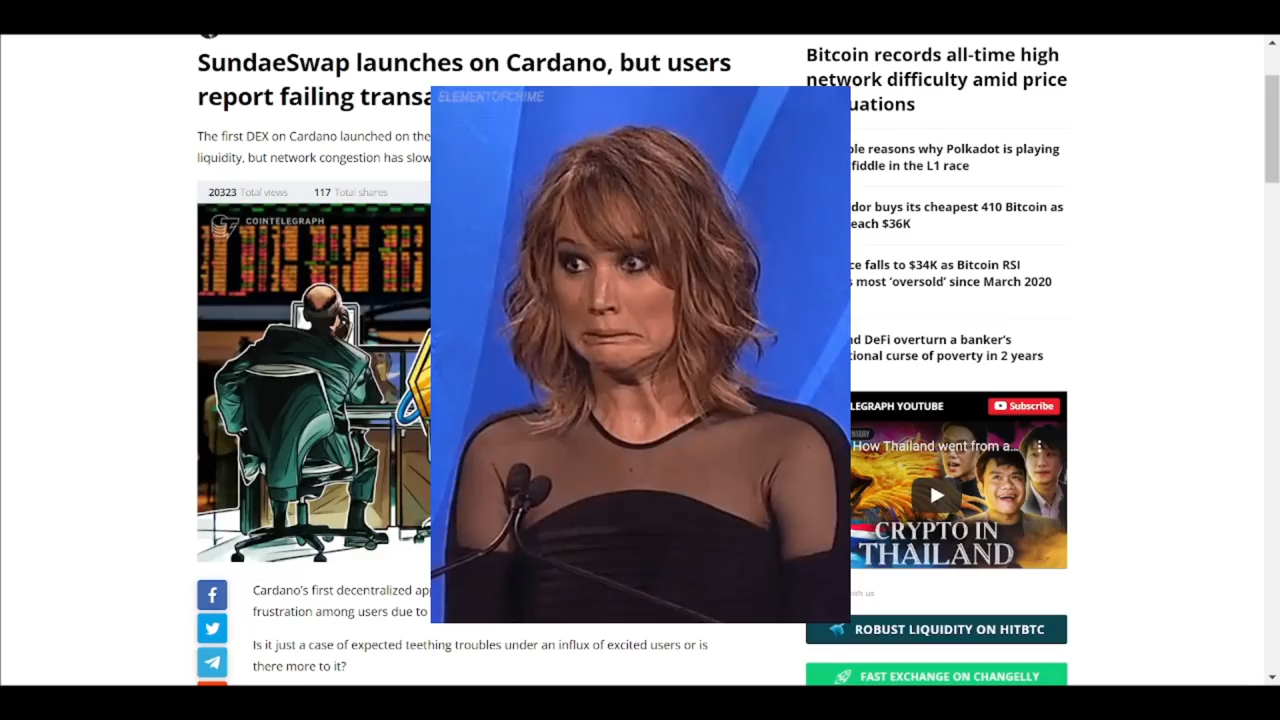 SundaeSwap launches on Cardano, but users
report failing transa
The first DEX on Cardano launched on the
liquidity, but network congestion has slow
20323 Total views 117 Total shares
COINTELEGRAPH
Cardano's first decentralized ap
frustration among users due to
Is it just a case of expected teething troubles under an influx of excited users or is
there more to it?
ELEMENTOFCHIME
Bitcoin records all-time high
network difficulty amid price
uations
le reasons why Polkadot is playing
fiddle in the L1 race
dor buys its cheapest 410 Bitcoin as
each $36K
ce falls to $34K as Bitcoin RSI
s most 'oversold' since March 2020
d DeFi overturn a banker's
tional curse of poverty in 2 years
LEGRAPH YOUTUBE
Subscribe
How Thailand went from a...
CRYPTO IN
THAILAND
ith us
ROBUST LIQUIDITY ON HITBTC
FAST EXCHANGE ON CHANGELLY